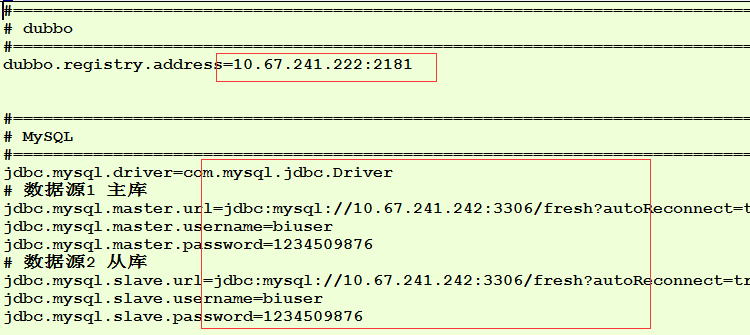 #==========================================================================
# dubbo
#==========================================================================
dubbo.registry.address=10.67.241.222:2181
#==========================================================================
# MySQL
#==========================================================================
jdbc.mysql.driver=com.mysql.jdbc.Driver
# 数据源1 主库
jdbc.mysql.master.url=jdbc:mysql://10.67.241.242:3306/fresh?autoReconnect=t
jdbc.mysql.master.username=biuser
jdbc.mysql.master.password=1234509876
# 数据源2 从库
jdbc.mysql.slave.url=jdbc:mysql://10.67.241.242:3306/fresh?autoReconnect=tr
jdbc.mysql.slave.username=biuser
jdbc.mysql.slave.password=1234509876